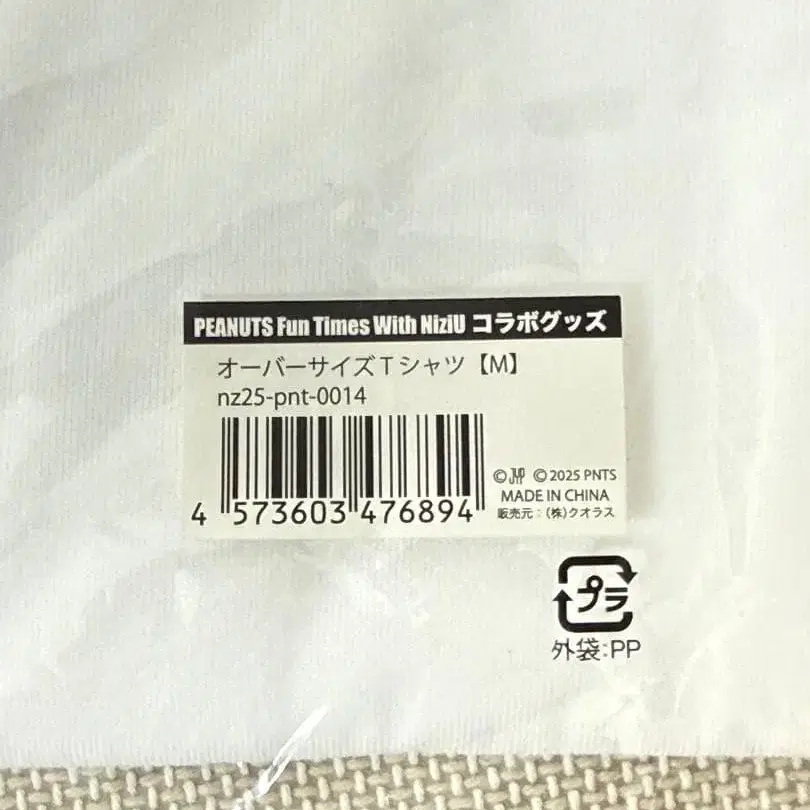 PEANUTS Fun Times With NiziU コラボグッズ
オーバーサイズTシャツ【M】
nz25-pnt-0014
4 573603 476894
© JYP © 2025 PNTS
MADE IN CHINA
販売元:(株)クオラス
プラ
外袋:PP